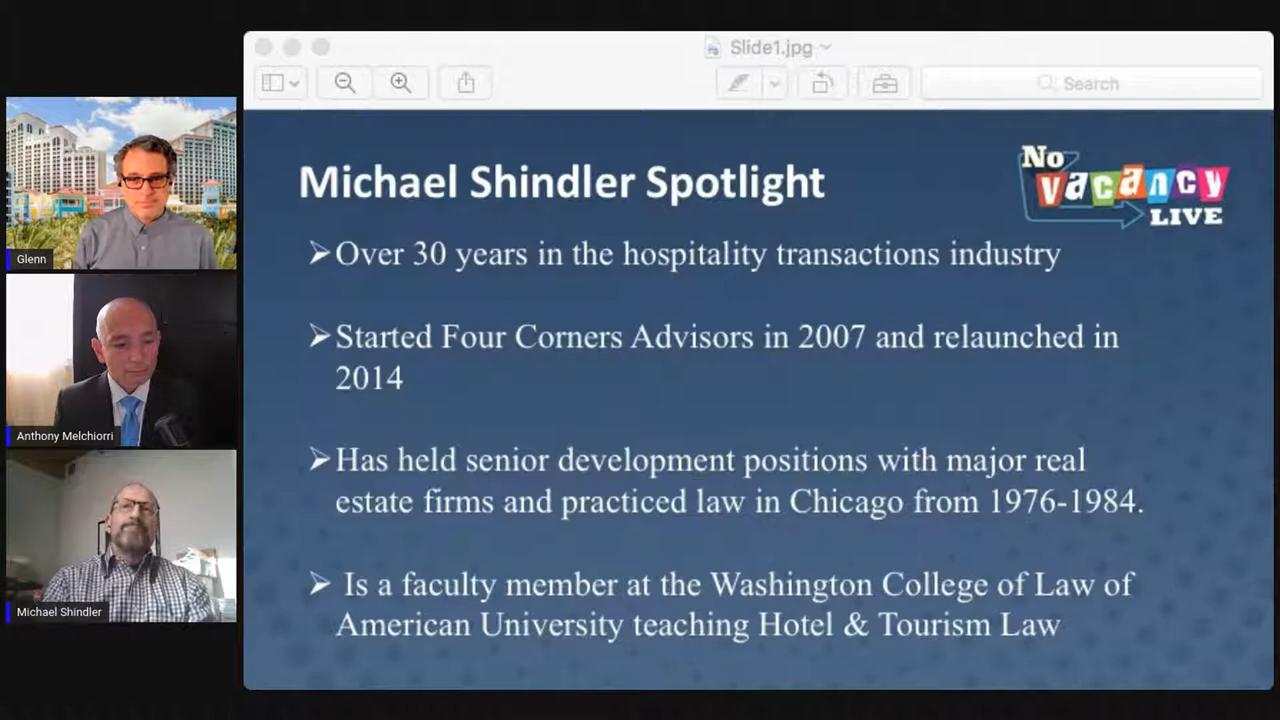 Slide1.jpg
Search
Glenn
Anthony Melchiorri
Michael Shindler
Michael Shindler Spotlight
No
Vacancy
LIVE
➢Over 30 years in the hospitality transactions industry
➢Started Four Corners Advisors in 2007 and relaunched in
2014
➢Has held senior development positions with major real
estate firms and practiced law in Chicago from 1976-1984.
➢ Is a faculty member at the Washington College of Law of
American University teaching Hotel & Tourism Law